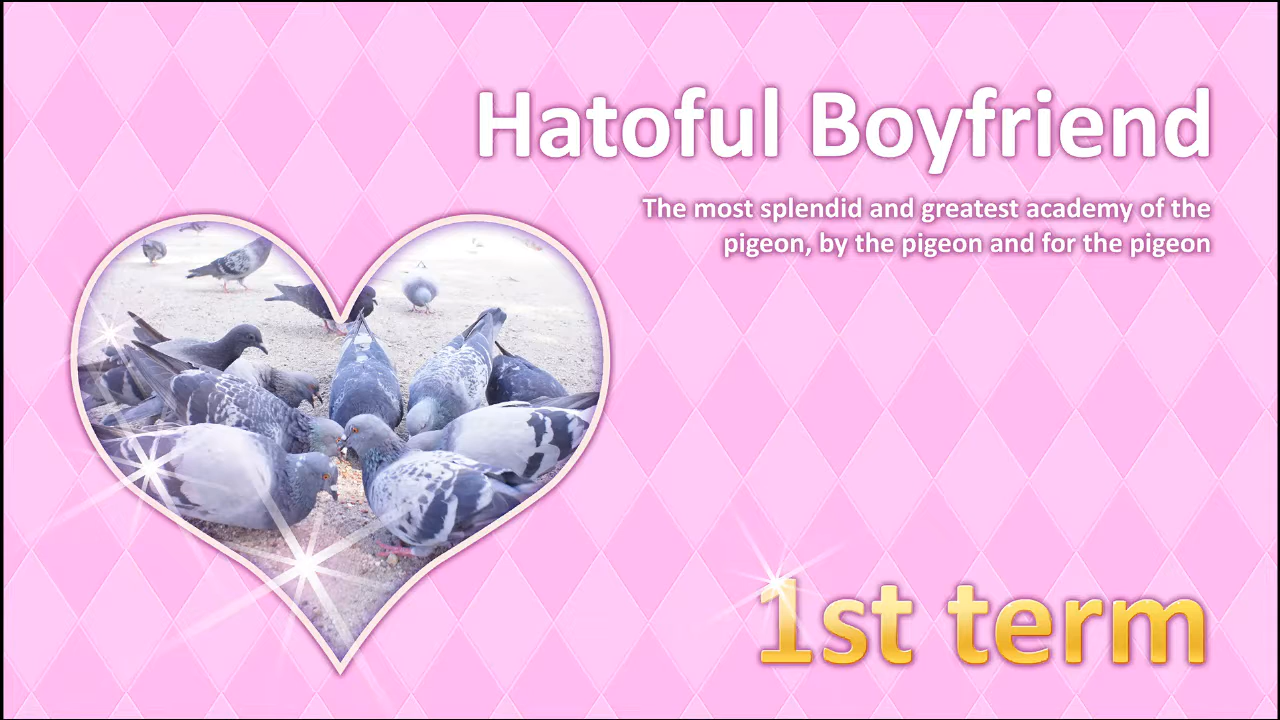 Hatoful Boyfriend
The most splendid and greatest academy of the
pigeon, by the pigeon and for the pigeon
1st term